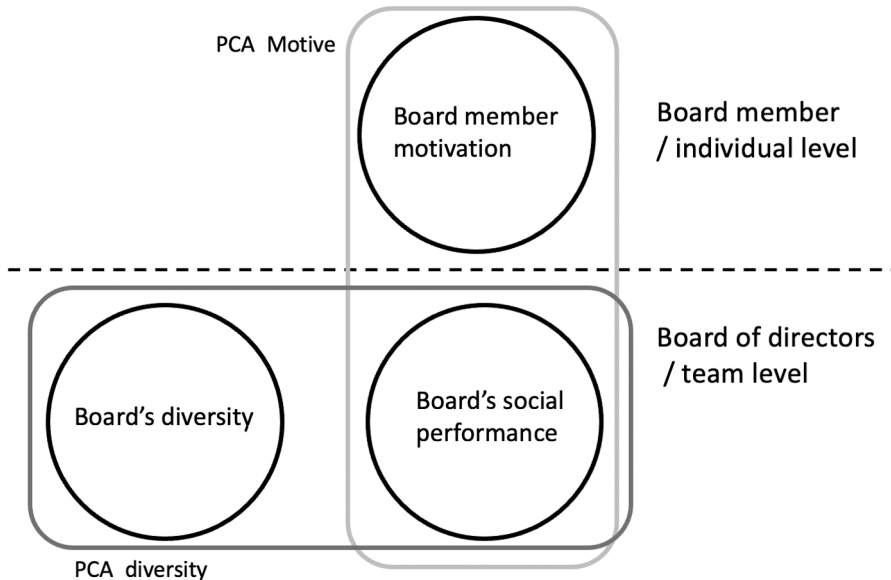 PCA Motive
Board member
motivation
Board member
/ individual level
Board of directors
/ team level
Board’s diversity
Board’s social
performance
PCA diversity